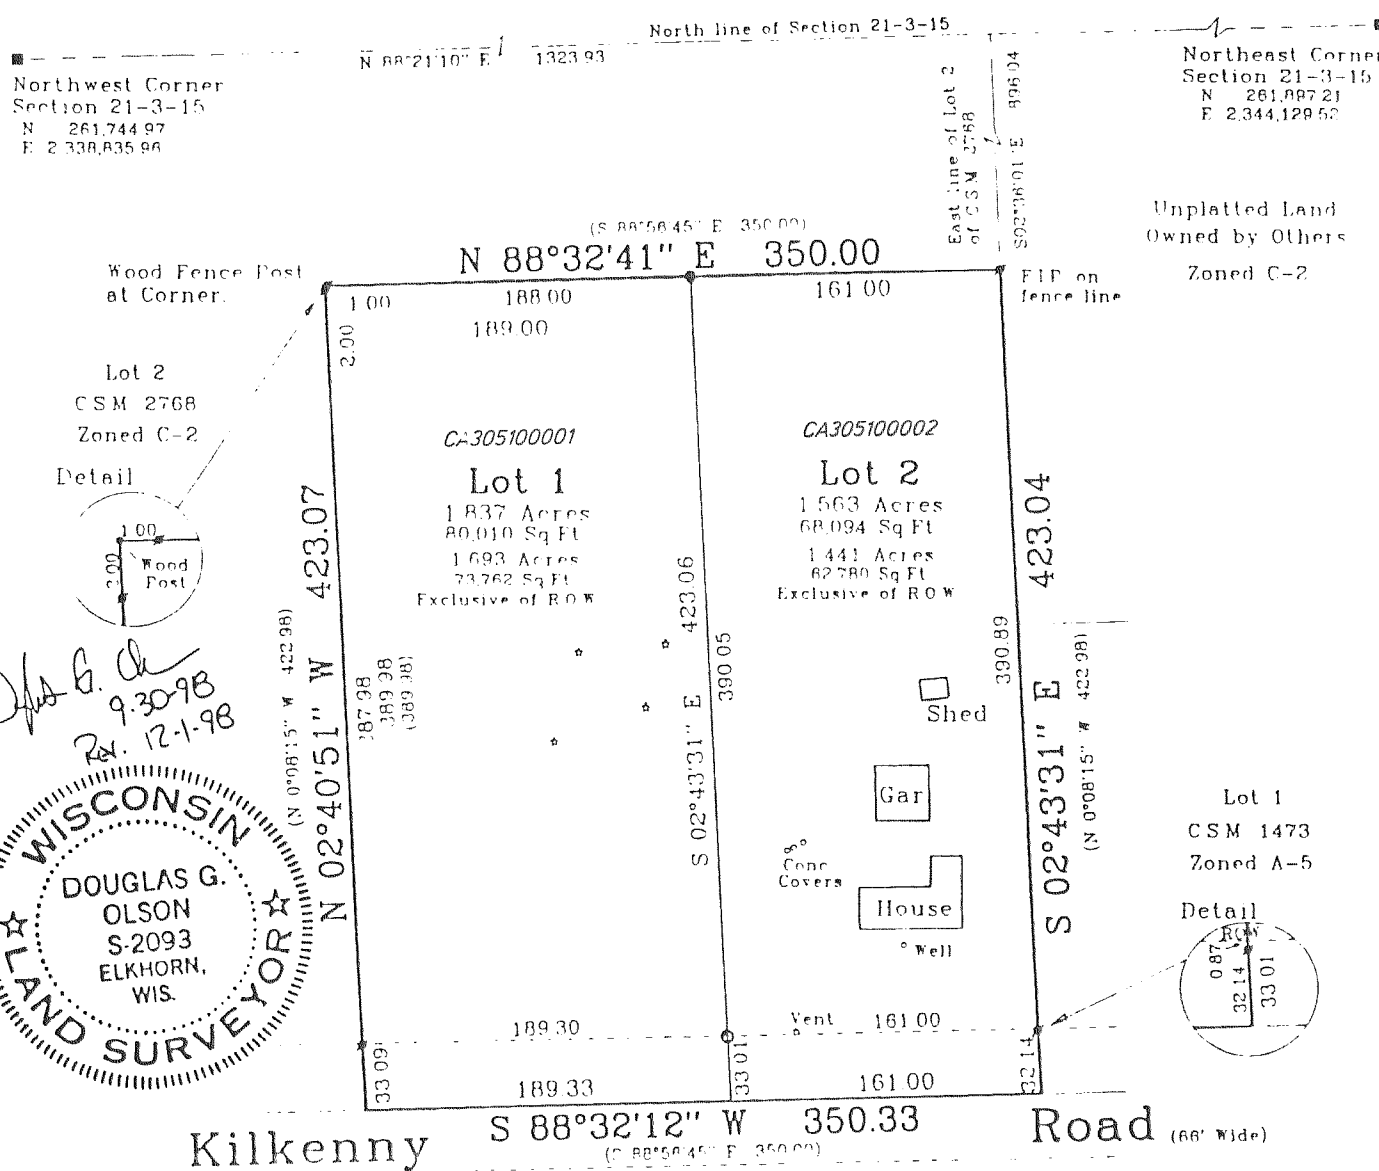 North line of Section 21-3-15
N 88°21'10" E 1323.93
Northwest Corner
Section 21-3-15
N 261,744.97
E 2,338,835.96
Northeast Corner
Section 21-3-15
N 261,897.21
E 2,344,129.52
East line of Lot 2
of CSM 2768
S02°36'01"E 896.04
Unplatted Land
Owned by Others
Zoned C-2
(S 88°56'45" E 350.00)
N 88°32'41" E 350.00
Wood Fence Post
at Corner.
FIP on
fence line
1.00
188.00
161.00
189.00
2.00
Lot 2
CSM 2768
Zoned C-2
Detail
1.00
2.00
Wood
Post
CA305100001
Lot 1
1.837 Acres
80,010 Sq Ft
1.693 Acres
73,762 Sq Ft
Exclusive of ROW
CA305100002
Lot 2
1.563 Acres
68,094 Sq Ft
1.441 Acres
62,780 Sq Ft
Exclusive of ROW
N 02°40'51" W 423.07
(N 0°08'15" W 422.98)
387.98
389.98
(389.98)
S 02°43'31" E 423.06
390.05
390.89
S 02°43'31" E 423.04
(N 0°08'15" W 422.98)
9-30-98
Rev. 12-1-98
WISCONSIN
DOUGLAS G.
OLSON
S-2093
ELKHORN,
WIS.
LAND SURVEYOR
Shed
Gar
Conc
Covers
House
Well
Vent
Lot 1
CSM 1473
Zoned A-5
Detail
ROW
0.87
32.14
33.01
189.30
161.00
33.09
33.01
32.14
189.33
161.00
S 88°32'12" W 350.33
(S 88°56'45" E 350.00)
Kilkenny Road (66' Wide)